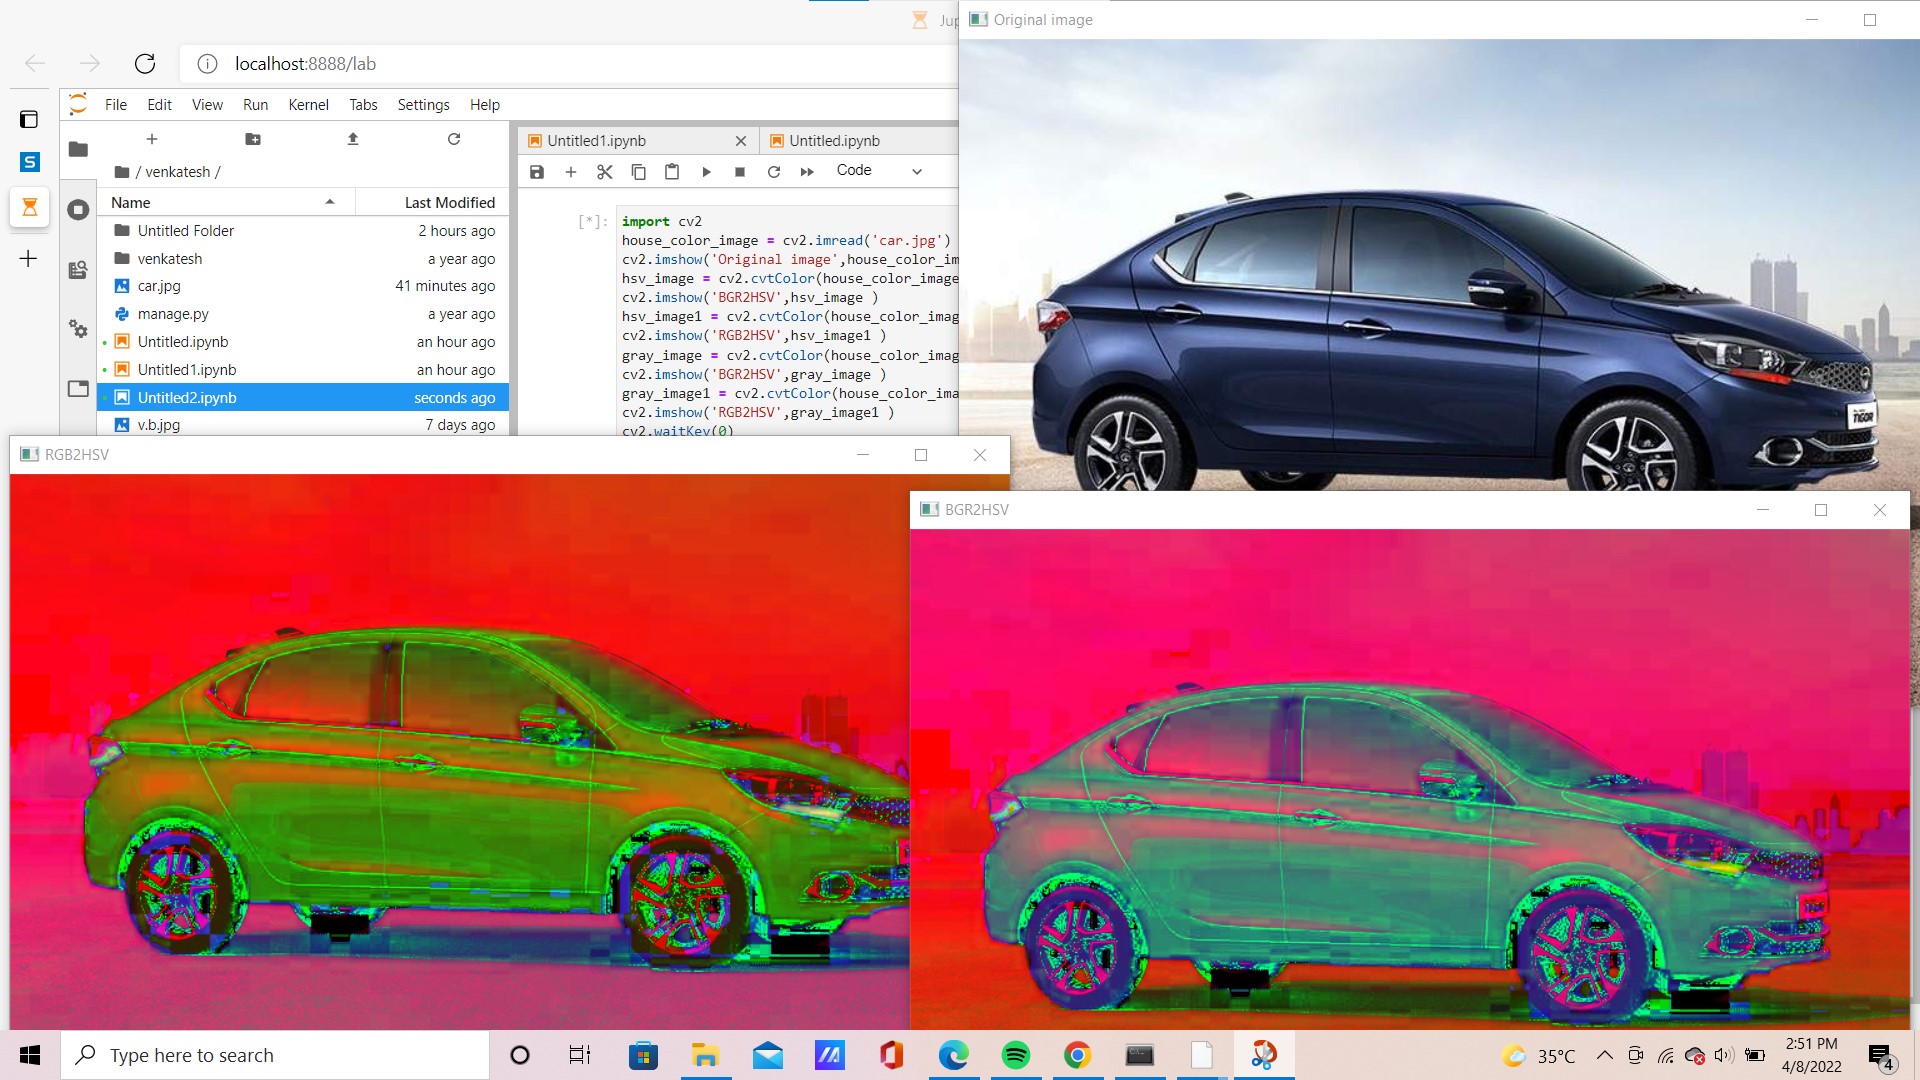 Jup
Original image
localhost:8888/lab
File Edit View Run Kernel Tabs Settings Help
Untitled1.ipynb
Untitled.ipynb
/ venkatesh /
Code
Name Last Modified
Untitled Folder 2 hours ago
venkatesh a year ago
car.jpg 41 minutes ago
manage.py a year ago
Untitled.ipynb an hour ago
Untitled1.ipynb an hour ago
Untitled2.ipynb seconds ago
v.b.jpg 7 days ago
[*]:
import cv2
house_color_image = cv2.imread('car.jpg')
cv2.imshow('Original image',house_color_im
hsv_image = cv2.cvtColor(house_color_image
cv2.imshow('BGR2HSV',hsv_image )
hsv_image1 = cv2.cvtColor(house_color_imag
cv2.imshow('RGB2HSV',hsv_image1 )
gray_image = cv2.cvtColor(house_color_imag
cv2.imshow('BGR2HSV',gray_image )
gray_image1 = cv2.cvtColor(house_color_ima
cv2.imshow('RGB2HSV',gray_image1 )
cv2.waitKey(0)
TIGOR
RGB2HSV
BGR2HSV
S
Type here to search
35°C
2:51 PM
4/8/2022
4